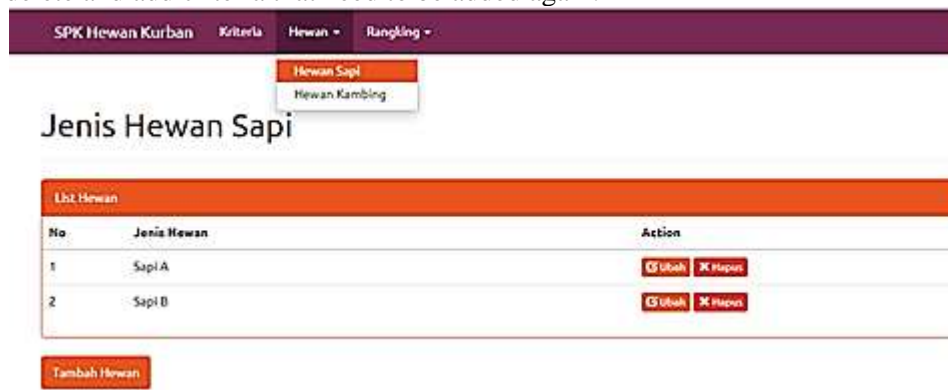 SPK Hewan Kurban Kriteria Hewan Rangking
Hewan Sapi
Hewan Kambing
Jenis Hewan Sapi
List Hewan
No Jenis Hewan Action
1 Sapi A Ubah Hapus
2 Sapi B Ubah Hapus
Tambah Hewan